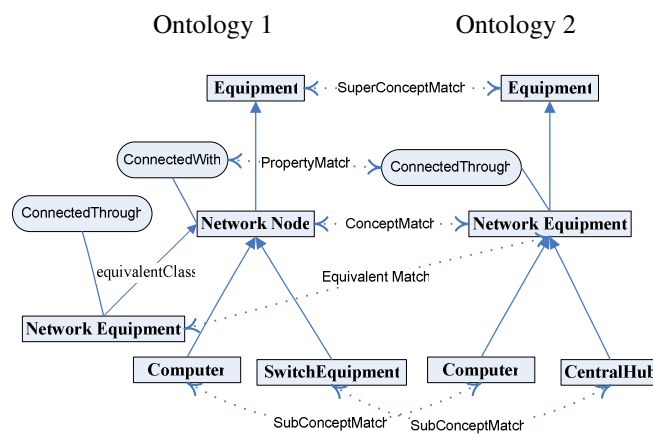 Ontology 1
Ontology 2
Equipment
SuperConceptMatch
Equipment
ConnectedWith
PropertyMatch
ConnectedThrough
ConnectedThrough
Network Node
ConceptMatch
Network Equipment
equivalentClass
Equivalent Match
Network Equipment
Computer
SwitchEquipment
Computer
CentralHub
SubConceptMatch
SubConceptMatch